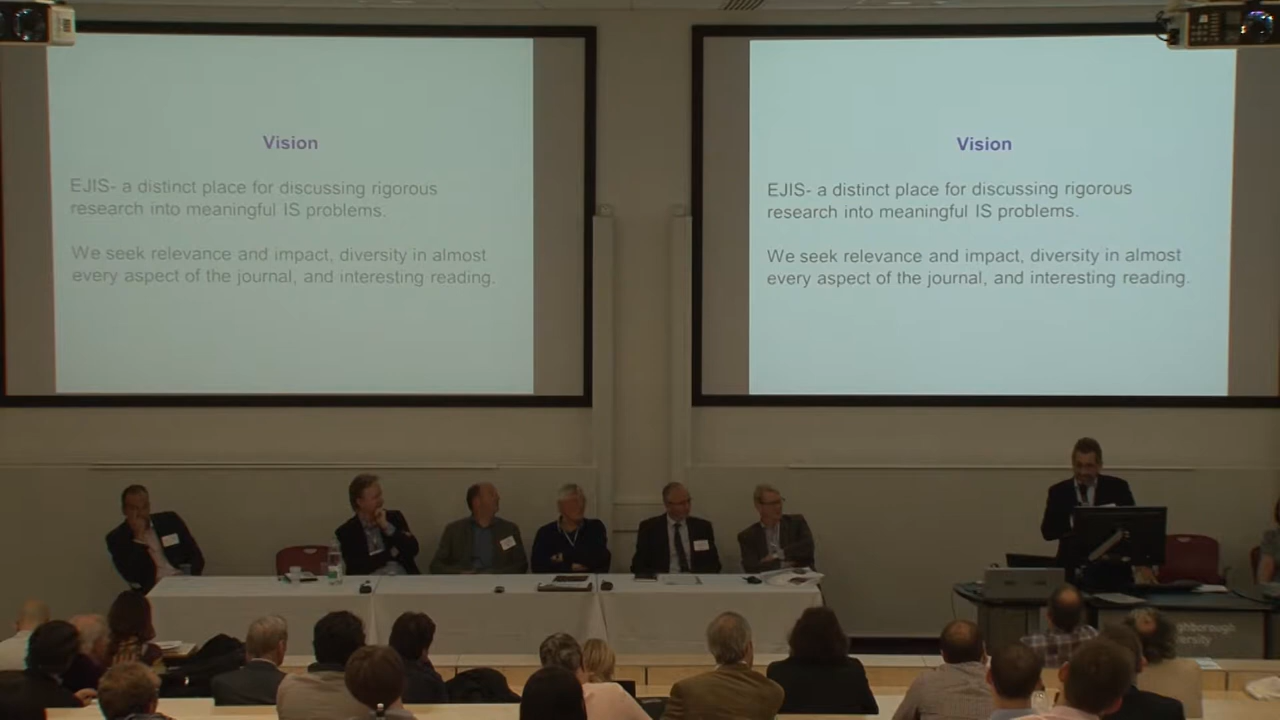 Vision
EJIS- a distinct place for discussing rigorous
research into meaningful IS problems.
We seek relevance and impact, diversity in almost
every aspect of the journal, and interesting reading.
Vision
EJIS- a distinct place for discussing rigorous
research into meaningful IS problems.
We seek relevance and impact, diversity in almost
every aspect of the journal, and interesting reading.
ghborough
versity